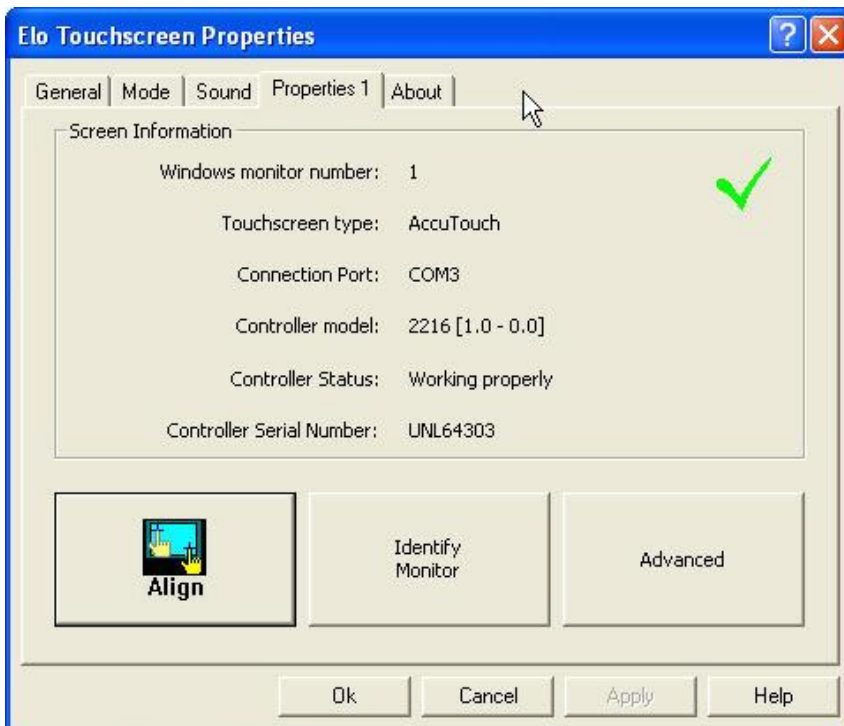 Elo Touchscreen Properties
General Mode Sound Properties 1 About
Screen Information
Windows monitor number: 1
Touchscreen type: AccuTouch
Connection Port: COM3
Controller model: 2216 [1.0 - 0.0]
Controller Status: Working properly
Controller Serial Number: UNL64303
Align
Identify
Monitor
Advanced
Ok Cancel Apply Help